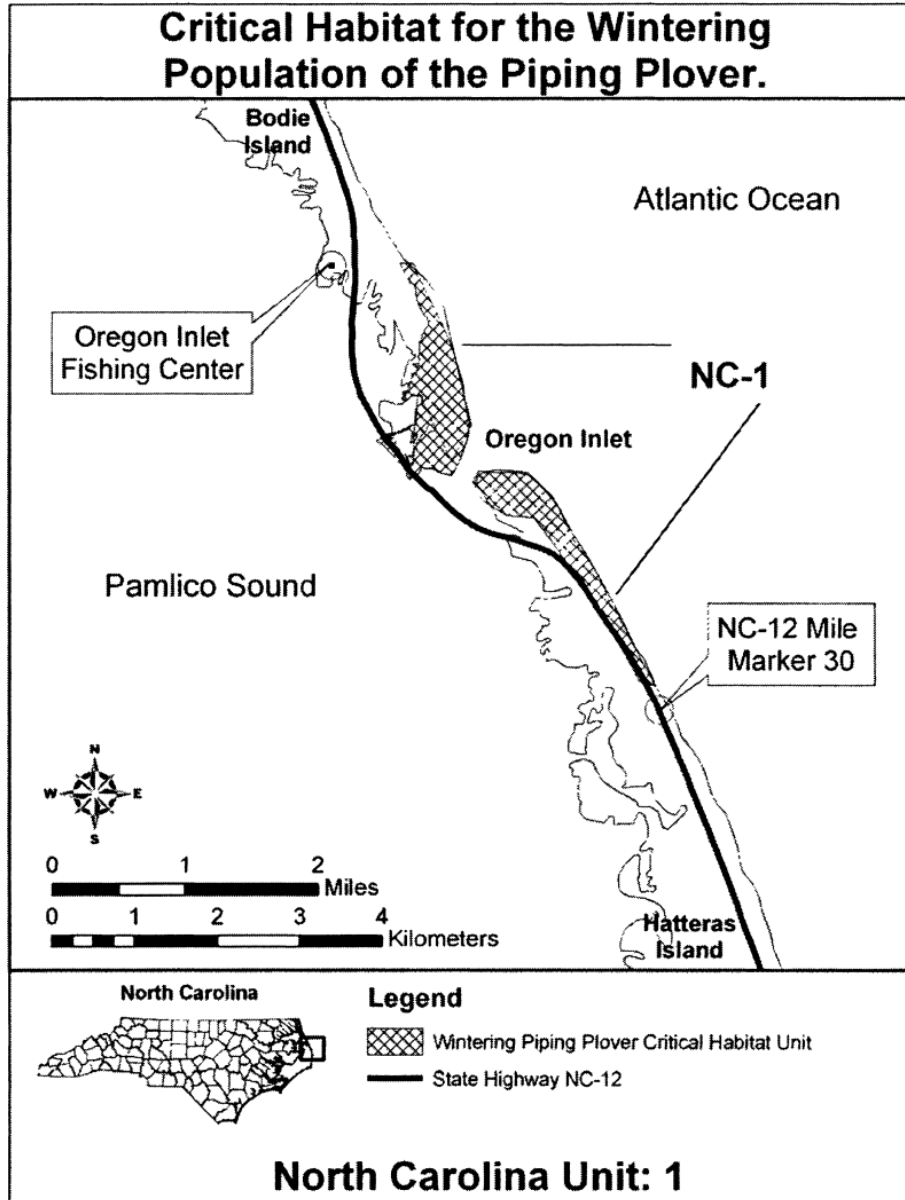 Critical Habitat for the Wintering
Population of the Piping Plover.
Bodie
Island
Atlantic Ocean
Oregon Inlet
Fishing Center
NC-1
Oregon Inlet
Pamlico Sound
NC-12 Mile
Marker 30
N
W E
S
0 1 2
Miles
0 1 2 3 4
Kilometers
Hatteras
Island
North Carolina
Legend
Wintering Piping Plover Critical Habitat Unit
State Highway NC-12
North Carolina Unit: 1